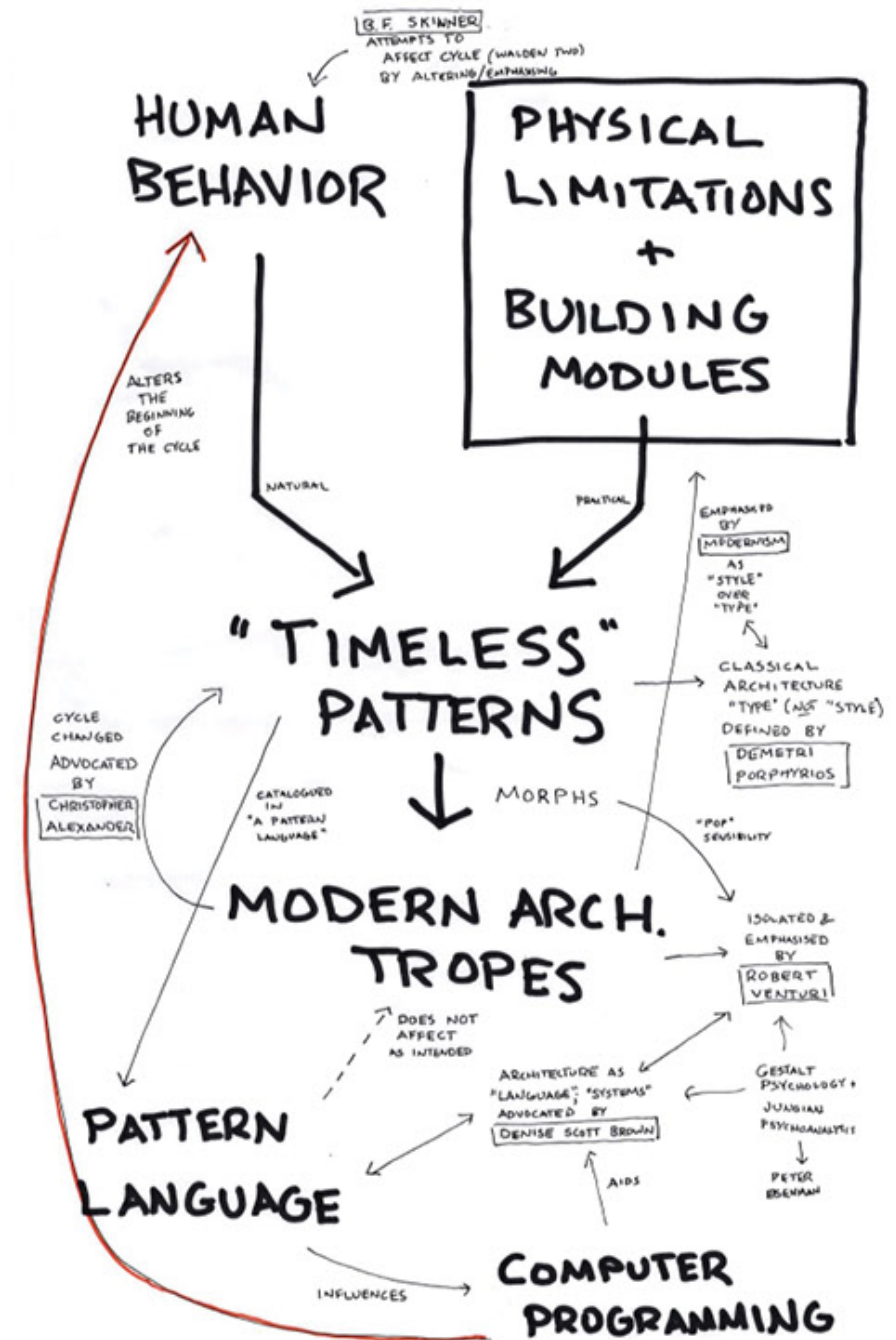 B.F. SKINNER
ATTEMPTS TO
AFFECT CYCLE (WALDEN TWO)
BY ALTERING/EMPHASING
HUMAN
BEHAVIOR
PHYSICAL
LIMITATIONS
+
BUILDING
MODULES
ALTERS
THE
BEGINNING
OF
THE CYCLE
NATURAL
PRACTICAL
EMPHASIZED
BY
MODERNISM
AS
"STYLE"
OVER
"TYPE"
"TIMELESS"
PATTERNS
CLASSICAL
ARCHITECTURE
"TYPE" (NOT "STYLE)
DEFINED BY
DEMETRI
PORPHYRIOS
CYCLE
CHANGED
ADVOCATED
BY
CHRISTOPHER
ALEXANDER
CATALOGUED
IN
"A PATTERN
LANGUAGE"
MORPHS
"POP"
SENSIBILITY
MODERN ARCH.
TROPES
ISOLATED &
EMPHASISED
BY
ROBERT
VENTURI
DOES NOT
AFFECT
AS INTENDED
ARCHITECTURE AS
"LANGUAGE"; "SYSTEMS"
ADVOCATED BY
DENISE SCOTT BROWN
GESTALT
PSYCHOLOGY +
JUNGIAN
PSYCHOANALYSIS
PETER
EISENMAN
PATTERN
LANGUAGE
AIDS
INFLUENCES
COMPUTER
PROGRAMMING